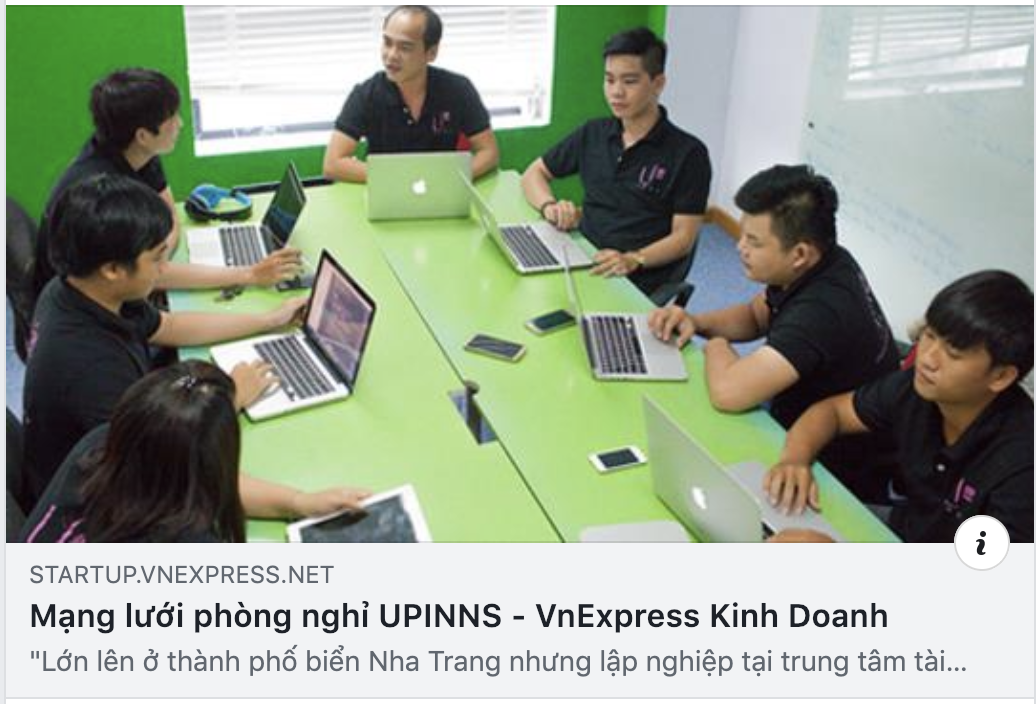 STARTUP.VNEXPRESS.NET
Mạng lưới phòng nghỉ UPINNS - VnExpress Kinh Doanh
"Lớn lên ở thành phố biển Nha Trang nhưng lập nghiệp tại trung tâm tài...